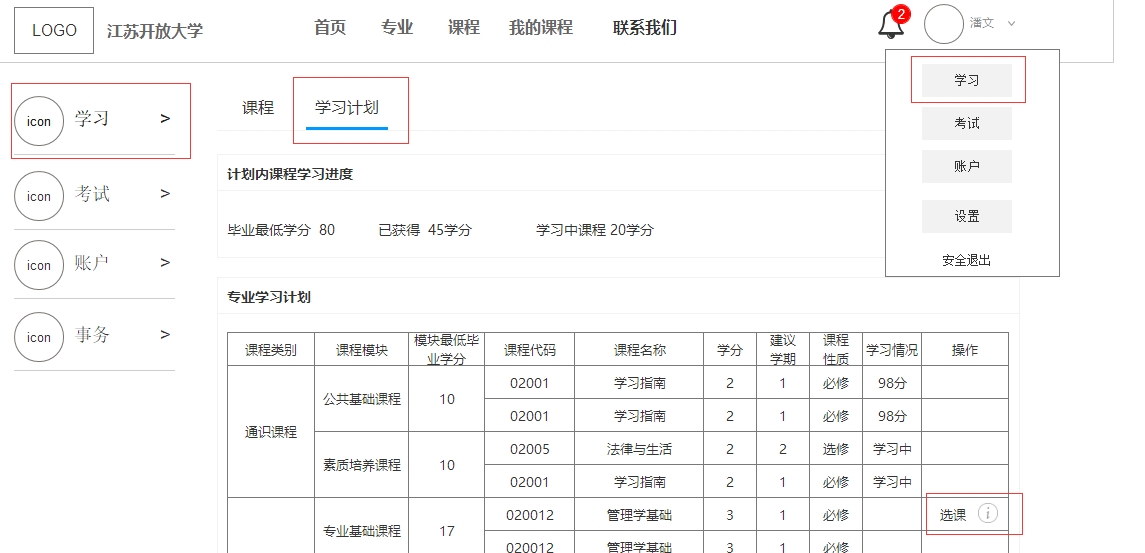 LOGO 江苏开放大学 首页 专业 课程 我的课程 联系我们 2 潘文
学习
考试
账户
设置
安全退出
icon 学习 >
icon 考试 >
icon 账户 >
icon 事务 >
课程 学习计划
计划内课程学习进度
毕业最低学分 80 已获得 45学分 学习中课程 20学分
专业学习计划
课程类别 课程模块 模块最低毕业学分 课程代码 课程名称 学分 建议学期 课程性质 学习情况 操作
通识课程 公共基础课程 10 02001 学习指南 2 1 必修 98分
02001 学习指南 2 1 必修 98分
素质培养课程 10 02005 法律与生活 2 2 选修 学习中
02001 学习指南 2 1 必修 学习中
专业基础课程 17 020012 管理学基础 3 1 必修 选课 i
020012 管理学基础 3 1 必修